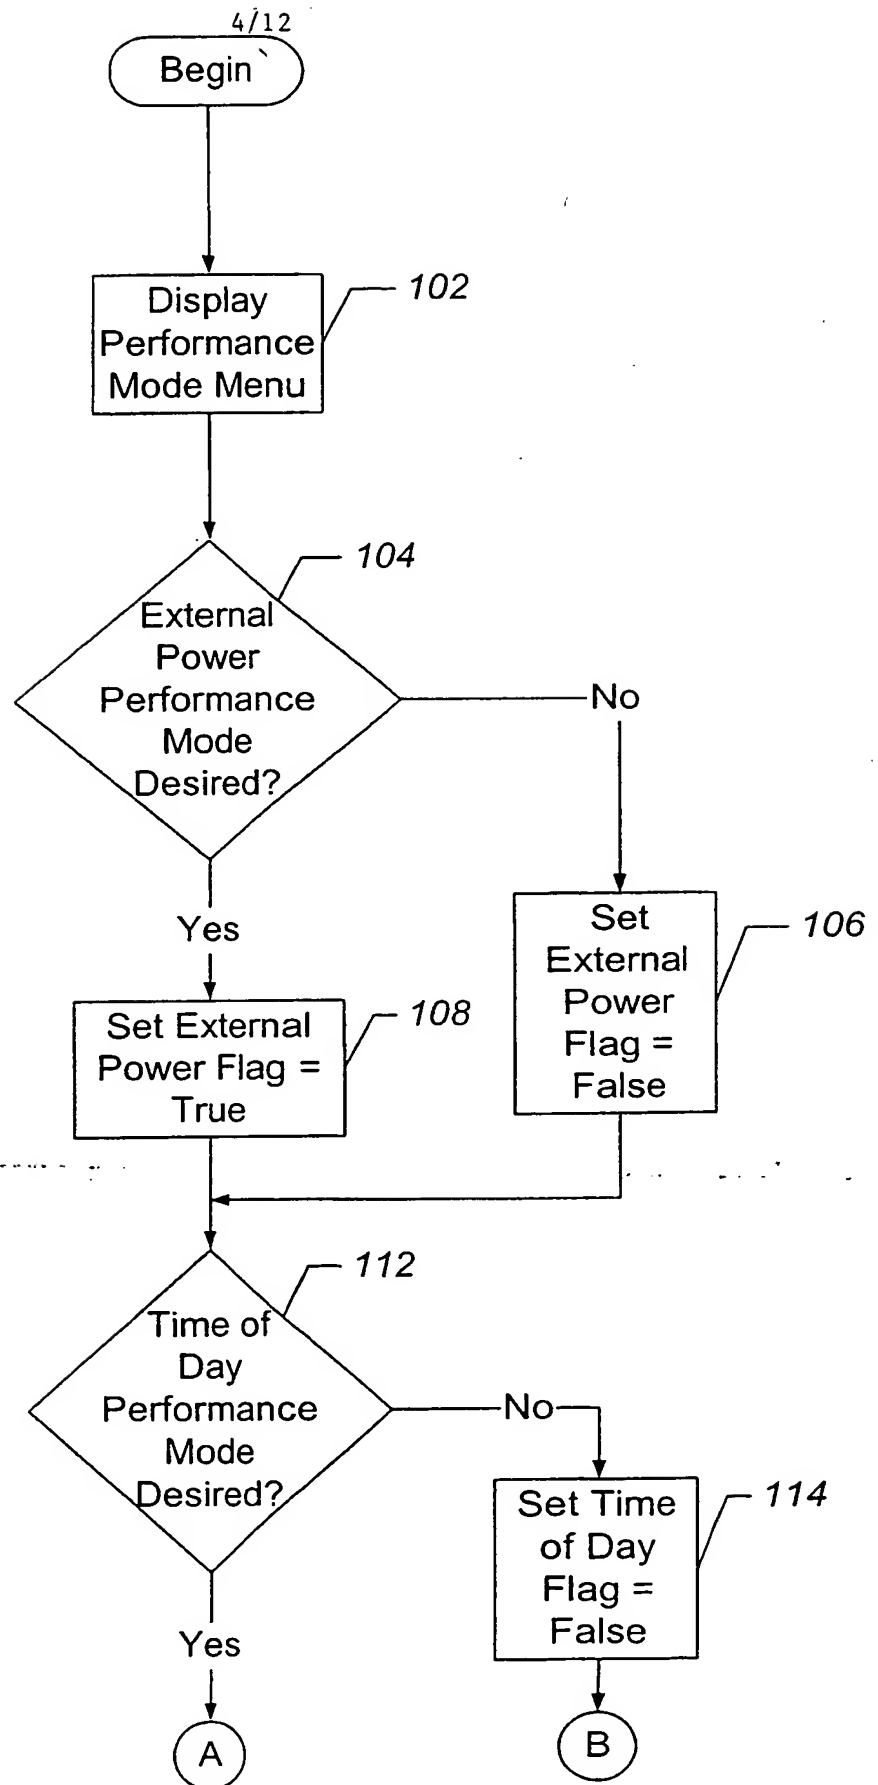 4/12
Begin
Display
Performance
Mode Menu
102
104
External
Power
Performance
Mode
Desired?
No
Yes
Set
External
Power
Flag =
False
106
Set External
Power Flag =
True
108
112
Time of
Day
Performance
Mode
Desired?
No
Set Time
of Day
Flag =
False
114
Yes
A
B